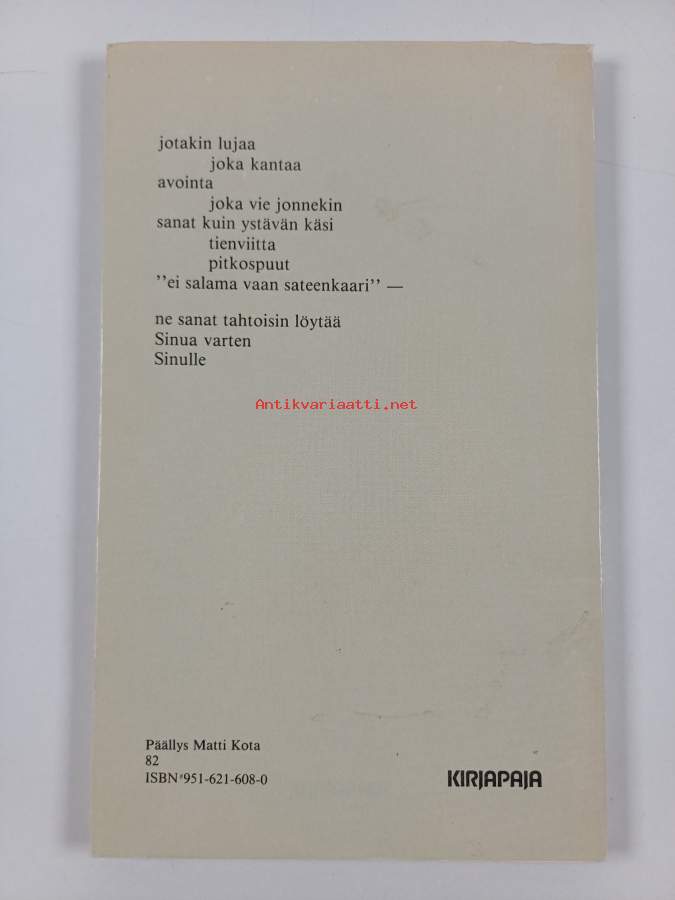 jotakin lujaa
joka kantaa
avointa
joka vie jonnekin
sanat kuin ystävän käsi
tienviitta
pitkospuut
''ei salama vaan sateenkaari'' —
ne sanat tahtoisin löytää
Sinua varten
Sinulle
Antikvariaatti.net
Päällys Matti Kota
82
ISBN 951-621-608-0
KIRJAPAJA